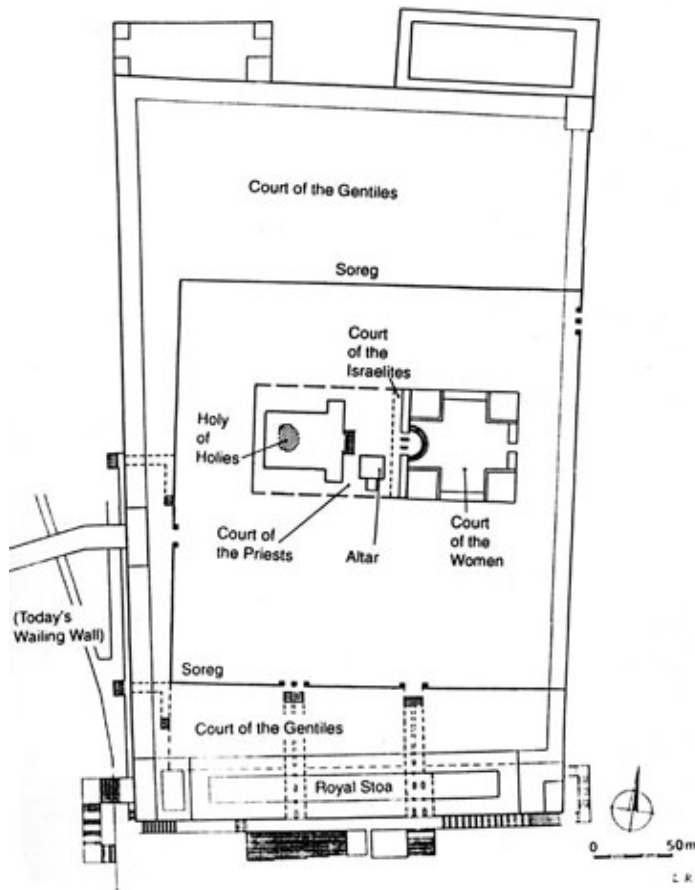 Court of the Gentiles
Soreg
Court
of the
Israelites
Holy
of
Holies
Court of
the Priests
Altar
Court
of the
Women
(Today's
Wailing Wall)
Soreg
Court of the Gentiles
Royal Stoa
0 50 m
L.R.